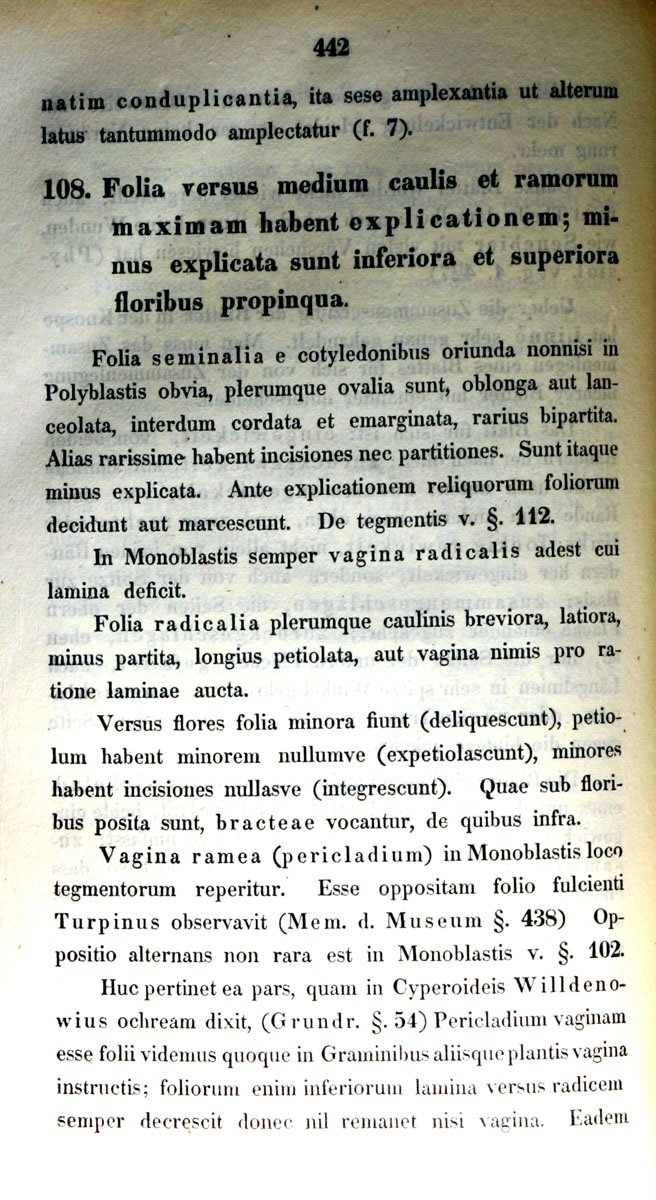 442
natim conduplicantia, ita sese amplexantia ut alterum
latus tantummodo amplectatur (f. 7).
108. Folia versus medium caulis et ramorum
maximam habent explicationem; mi-
nus explicata sunt inferiora et superiora
floribus propinqua.
Folia seminalia e cotyledonibus oriunda nonnisi in
Polyblastis obvia, plerumque ovalia sunt, oblonga aut lan-
ceolata, interdum cordata et emarginata, rarius bipartita.
Alias rarissime habent incisiones nec partitiones. Sunt itaque
minus explicata. Ante explicationem reliquorum foliorum
decidunt aut marcescunt. De tegmentis v. §. 112.
In Monoblastis semper vagina radicalis adest cui
lamina deficit.
Folia radicalia plerumque caulinis breviora, latiora,
minus partita, longius petiolata, aut vagina nimis pro ra-
tione laminae aucta.
Versus flores folia minora fiunt (deliquescunt), petio-
lum habent minorem nullumve (expetiolascunt), minores
habent incisiones nullasve (integrescunt). Quae sub flori-
bus posita sunt, bracteae vocantur, de quibus infra.
Vagina ramea (pericladium) in Monoblastis loco
tegmentorum reperitur. Esse oppositam folio fulcienti
Turpinus observavit (Mem. d. Museum §. 438) Op-
positio alternans non rara est in Monoblastis v. §. 102.
Huc pertinet ea pars, quam in Cyperoideis Willdeno-
wius ochream dixit, (Grundr. §. 54) Pericladium vaginam
esse folii videmus quoque in Graminibus aliisque plantis vagina
instructis; foliorum enim inferiorum lamina versus radicem
semper decrescit donec nil remanet nisi vagina. Eadem